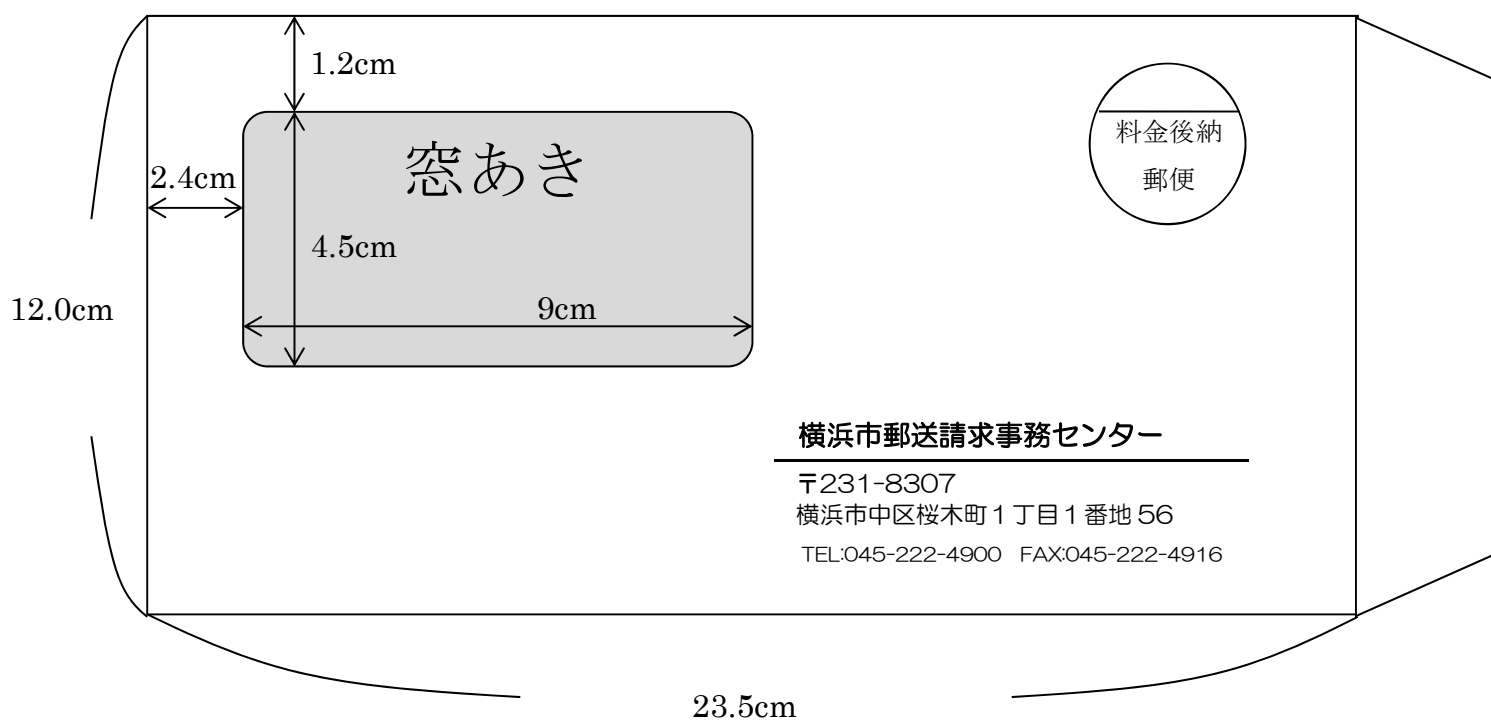 1.2cm
料金後納
郵便
窓あき
2.4cm
4.5cm
9cm
12.0cm
横浜市郵送請求事務センター
〒231-8307
横浜市中区桜木町1丁目1番地56
TEL:045-222-4900 FAX:045-222-4916
23.5cm